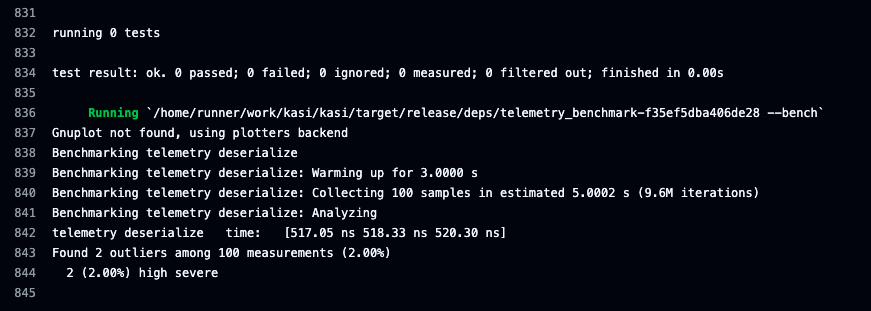 831
832 running 0 tests
833
834 test result: ok. 0 passed; 0 failed; 0 ignored; 0 measured; 0 filtered out; finished in 0.00s
835
836 Running `/home/runner/work/kasi/kasi/target/release/deps/telemetry_benchmark-f35ef5dba406de28 --bench`
837 Gnuplot not found, using plotters backend
838 Benchmarking telemetry deserialize
839 Benchmarking telemetry deserialize: Warming up for 3.0000 s
840 Benchmarking telemetry deserialize: Collecting 100 samples in estimated 5.0002 s (9.6M iterations)
841 Benchmarking telemetry deserialize: Analyzing
842 telemetry deserialize   time:   [517.05 ns 518.33 ns 520.30 ns]
843 Found 2 outliers among 100 measurements (2.00%)
844   2 (2.00%) high severe
845